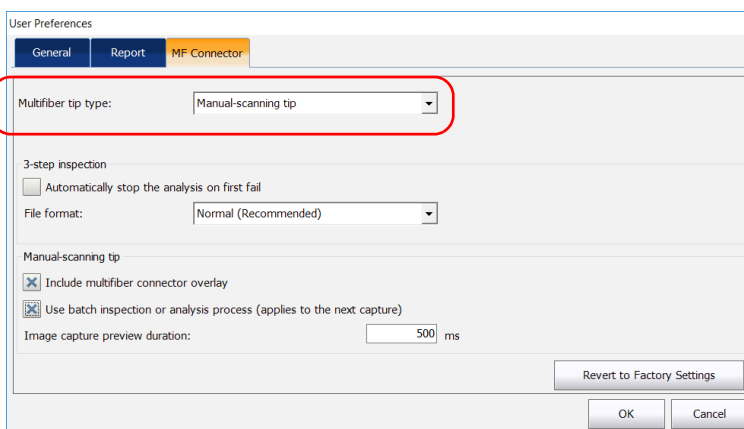 User Preferences
General Report MF Connector
Multifiber tip type: Manual-scanning tip
3-step inspection
Automatically stop the analysis on first fail
File format: Normal (Recommended)
Manual-scanning tip
Include multifiber connector overlay
Use batch inspection or analysis process (applies to the next capture)
Image capture preview duration: 500 ms
Revert to Factory Settings
OK Cancel